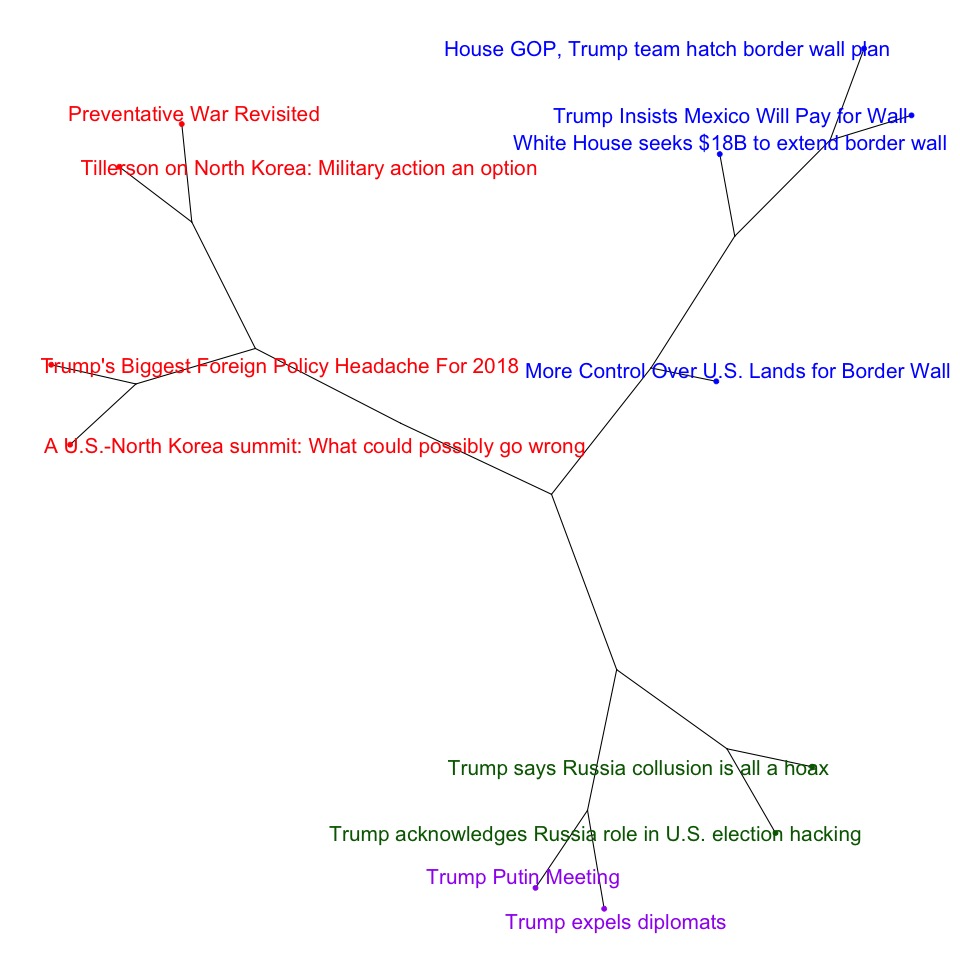 House GOP, Trump team hatch border wall plan
Preventative War Revisited
Trump Insists Mexico Will Pay for Wall
White House seeks $18B to extend border wall
Tillerson on North Korea: Military action an option
Trump's Biggest Foreign Policy Headache For 2018
More Control Over U.S. Lands for Border Wall
A U.S.-North Korea summit: What could possibly go wrong
Trump says Russia collusion is all a hoax
Trump acknowledges Russia role in U.S. election hacking
Trump Putin Meeting
Trump expels diplomats